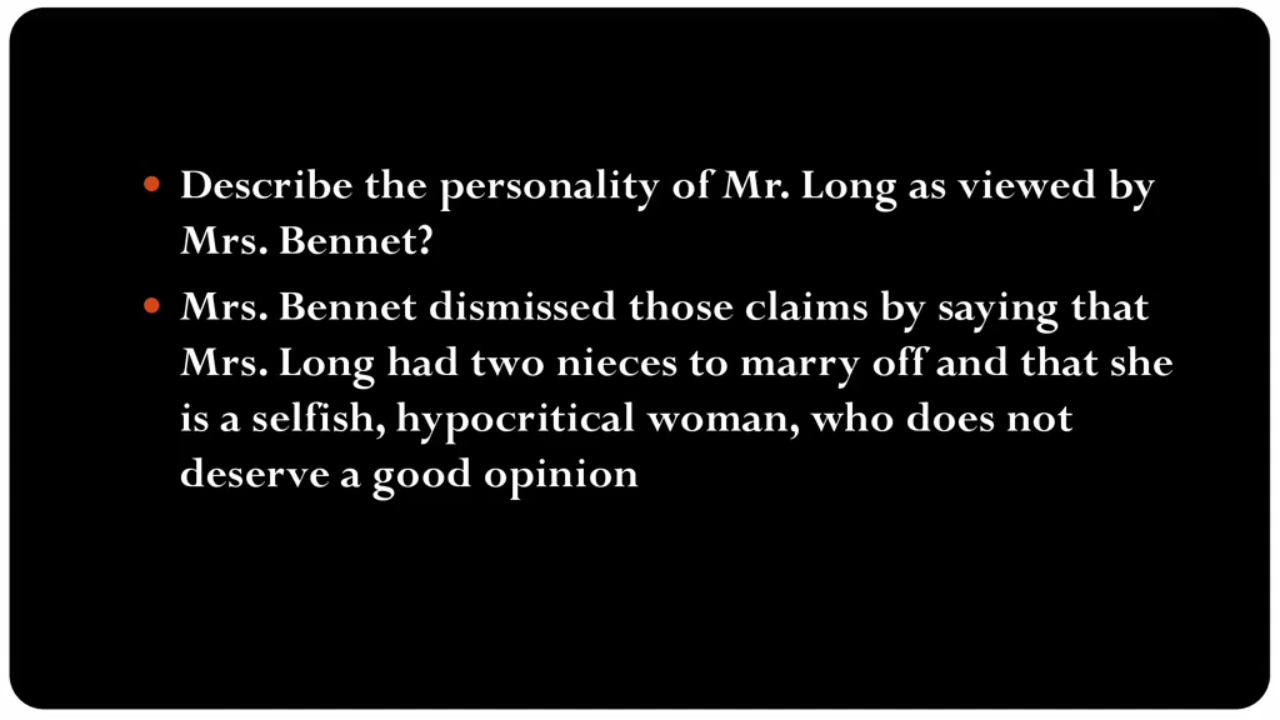 • Describe the personality of Mr. Long as viewed by
Mrs. Bennet?
• Mrs. Bennet dismissed those claims by saying that
Mrs. Long had two nieces to marry off and that she
is a selfish, hypocritical woman, who does not
deserve a good opinion